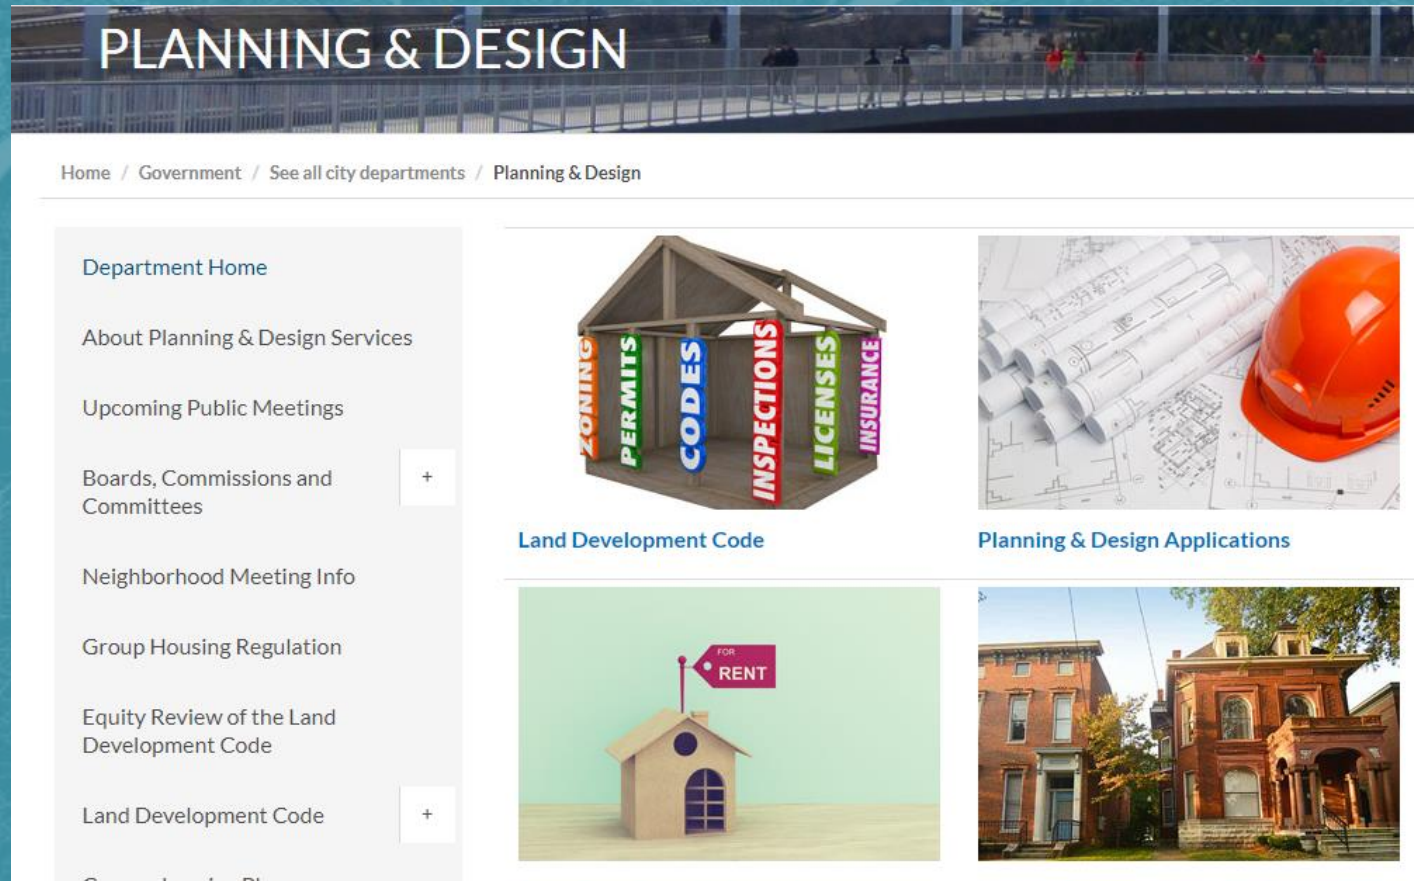 PLANNING & DESIGN
Home / Government / See all city departments / Planning & Design
Department Home
About Planning & Design Services
Upcoming Public Meetings
Boards, Commissions and
Committees
+
Neighborhood Meeting Info
Group Housing Regulation
Equity Review of the Land
Development Code
Land Development Code
+
ZONING
PERMITS
CODES
INSPECTIONS
LICENSES
INSURANCE
Land Development Code
Planning & Design Applications
FOR
RENT